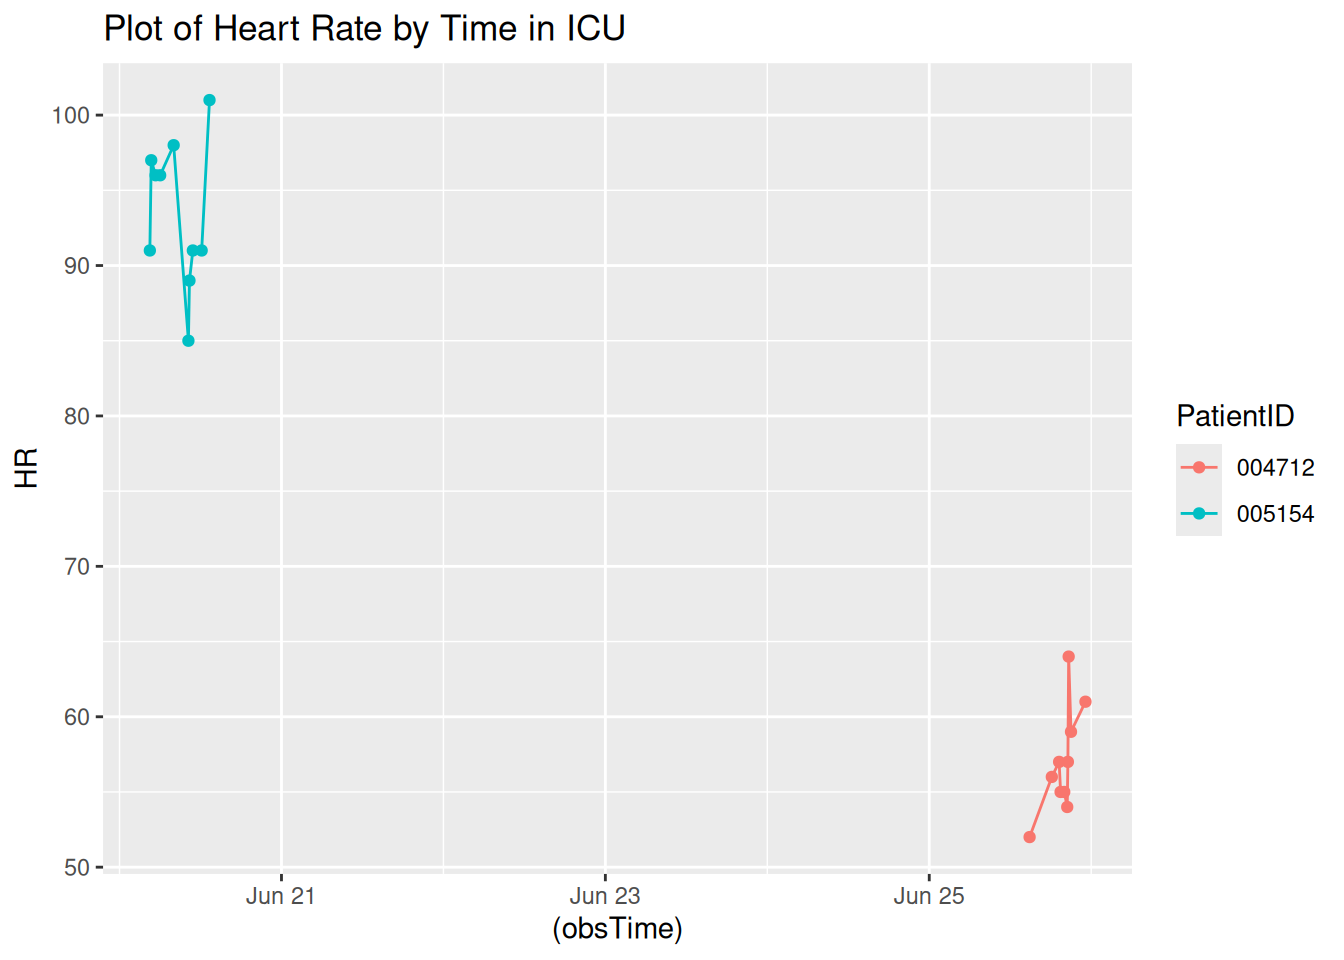 Plot of Heart Rate by Time in ICU
100
90
80
70
60
50
HR
Jun 21
Jun 23
Jun 25
(obsTime)
PatientID
004712
005154